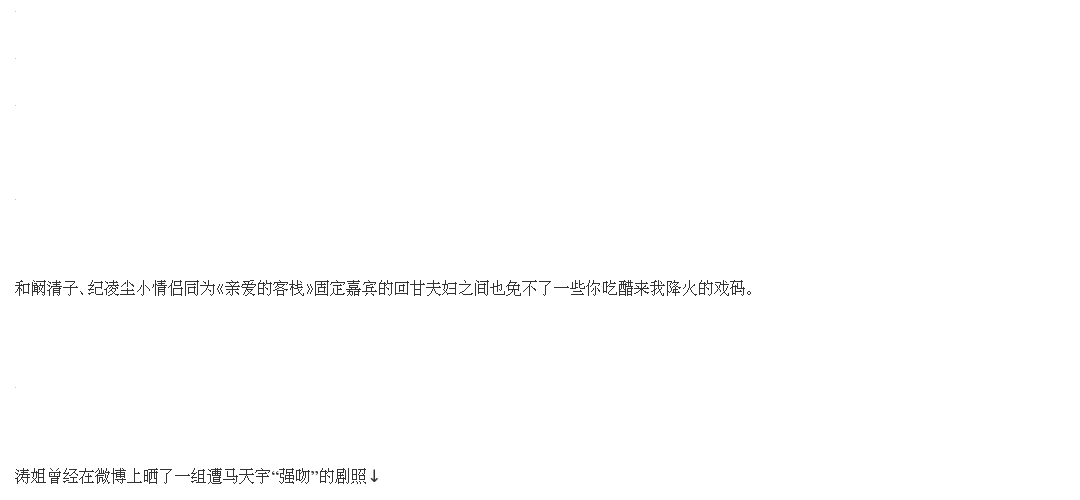 和阚清子、纪凌尘小情侣同为《亲爱的客栈》固定嘉宾的回甘夫妇之间也免不了一些你吃醋来我降火的戏码。
涛姐曾经在微博上晒了一组遭马天宇“强吻”的剧照↓